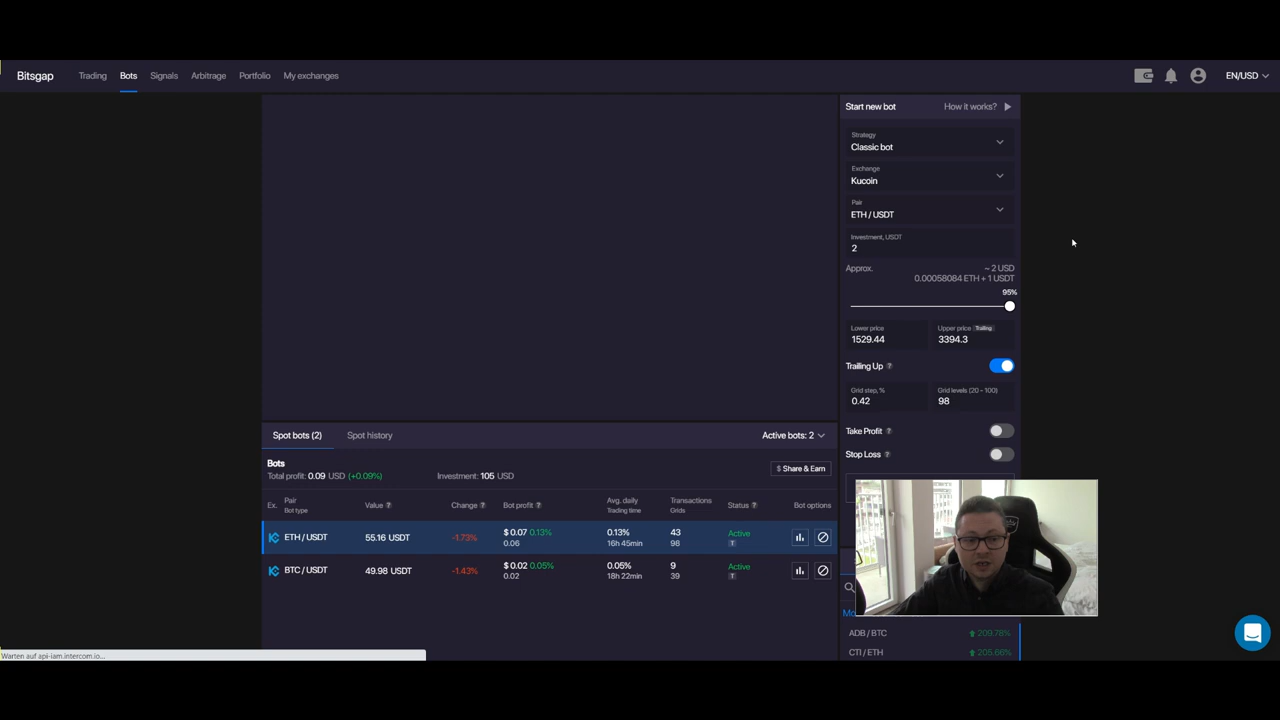 Bitsgap Trading Bots Signals Arbitrage Portfolio My exchanges EN/USD
Start new bot How it works?
Strategy
Classic bot
Exchange
Kucoin
Pair
ETH / USDT
Investment, USDT
2
Approx. ~ 2 USD
0.00058084 ETH + 1 USDT
95%
Lower price Upper price Trailing
1529.44 3394.3
Trailing Up ?
Grid step, % Grid levels (20 - 100)
0.42 98
Take Profit ?
Stop Loss ?
Spot bots (2) Spot history Active bots: 2
Bots
Total profit: 0.09 USD (+0.09%) Investment: 105 USD $ Share & Earn
Ex. Pair Value ? Change ? Bot profit ? Avg. daily Transactions Status ? Bot options
Bot type Trading time Grids
ETH / USDT 55.16 USDT -1.73% $ 0.07 0.13% 0.13% 43 Active
0.06 16h 45min 98 T
BTC / USDT 49.98 USDT -1.43% $ 0.02 0.05% 0.05% 9 Active
0.02 18h 22min 39 T
Mo
ADB / BTC 209.78%
CTI / ETH 205.66%
Warten auf api-iam.intercom.io...